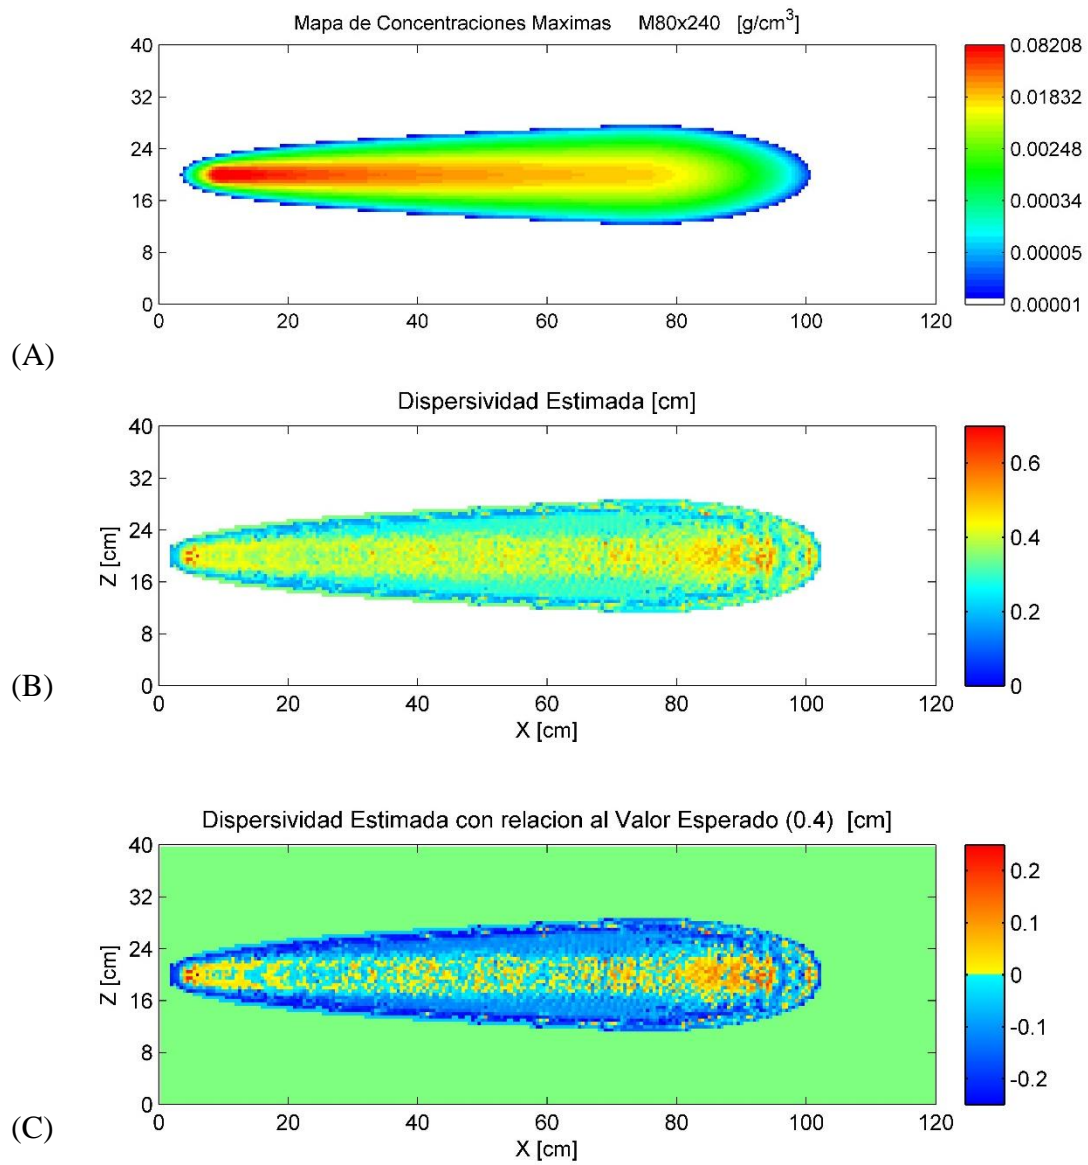 Mapa de Concentraciones Maximas M80x240 [g/cm³]
40
32
24
16
8
0
0 20 40 60 80 100 120
0.08208
0.01832
0.00248
0.00034
0.00005
0.00001
(A)
Dispersividad Estimada [cm]
40
32
24
16
8
0
Z [cm]
0 20 40 60 80 100 120
X [cm]
0.6
0.4
0.2
0
(B)
Dispersividad Estimada con relacion al Valor Esperado (0.4) [cm]
40
32
24
16
8
0
Z [cm]
0 20 40 60 80 100 120
X [cm]
0.2
0.1
0
-0.1
-0.2
(C)